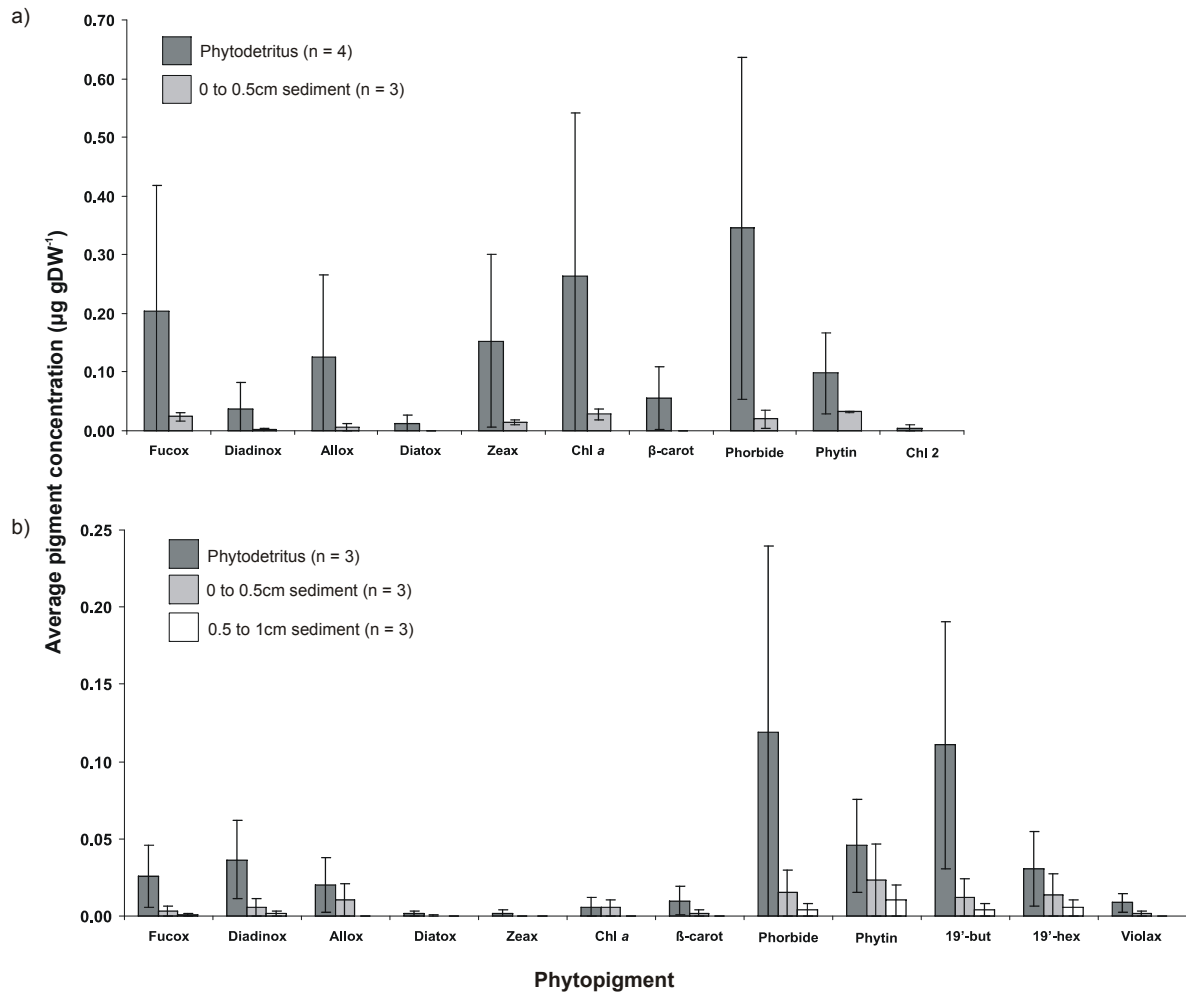 a)
0.70
0.60
0.50
0.40
0.30
0.20
0.10
0.00
Phytodetritus (n = 4)
0 to 0.5cm sediment (n = 3)
Fucox Diadinox Allox Diatox Zeax Chl a β-carot Phorbide Phytin Chl 2
Average pigment concentration (µg gDW-1)
b)
0.25
0.20
0.15
0.10
0.05
0.00
Phytodetritus (n = 3)
0 to 0.5cm sediment (n = 3)
0.5 to 1cm sediment (n = 3)
Fucox Diadinox Allox Diatox Zeax Chl a ß-carot Phorbide Phytin 19'-but 19'-hex Violax
Phytopigment